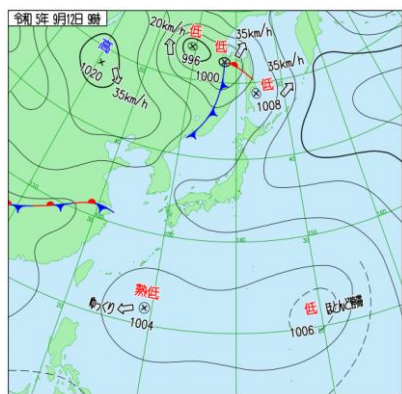 令和 5年 9月12日 9時
20km/h
低
996
低
1000
35km/h
35km/h
低
1008
高
1020
35km/h
熱低
ゆっくり
1004
低
1006
ほとんど停滞